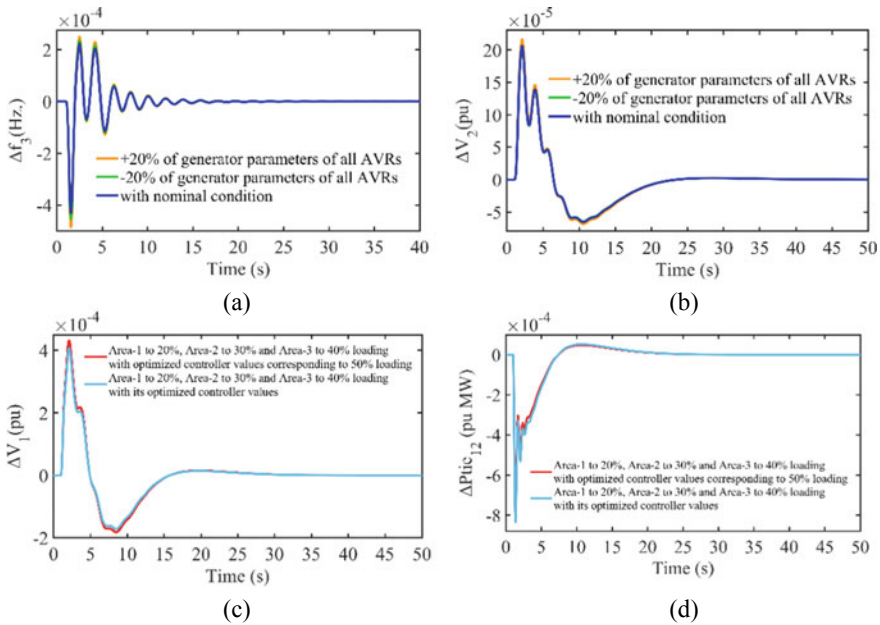 ×10-4
2
0
-2
-4
Δf3(Hz.)
+20% of generator parameters of all AVRs
-20% of generator parameters of all AVRs
with nominal condition
0 5 10 15 20 25 30 35 40
Time (s)
(a)
×10-5
20
15
10
5
0
-5
ΔV2(pu)
+20% of generator parameters of all AVRs
-20% of generator parameters of all AVRs
with nominal condition
0 5 10 15 20 25 30 35 40 45 50
Time (s)
(b)
×10-4
4
2
0
-2
ΔV1(pu)
Area-1 to 20%, Area-2 to 30% and Area-3 to 40% loading
with optimized controller values corresponding to 50% loading
Area-1 to 20%, Area-2 to 30% and Area-3 to 40% loading
with its optimized controller values
0 5 10 15 20 25 30 35 40 45 50
Time (s)
(c)
×10-4
0
-2
-4
-6
-8
ΔPtie12 (pu MW)
Area-1 to 20%, Area-2 to 30% and Area-3 to 40% loading
with optimized controller values corresponding to 50% loading
Area-1 to 20%, Area-2 to 30% and Area-3 to 40% loading
with its optimized controller values
0 5 10 15 20 25 30 35 40 45 50
Time (s)
(d)